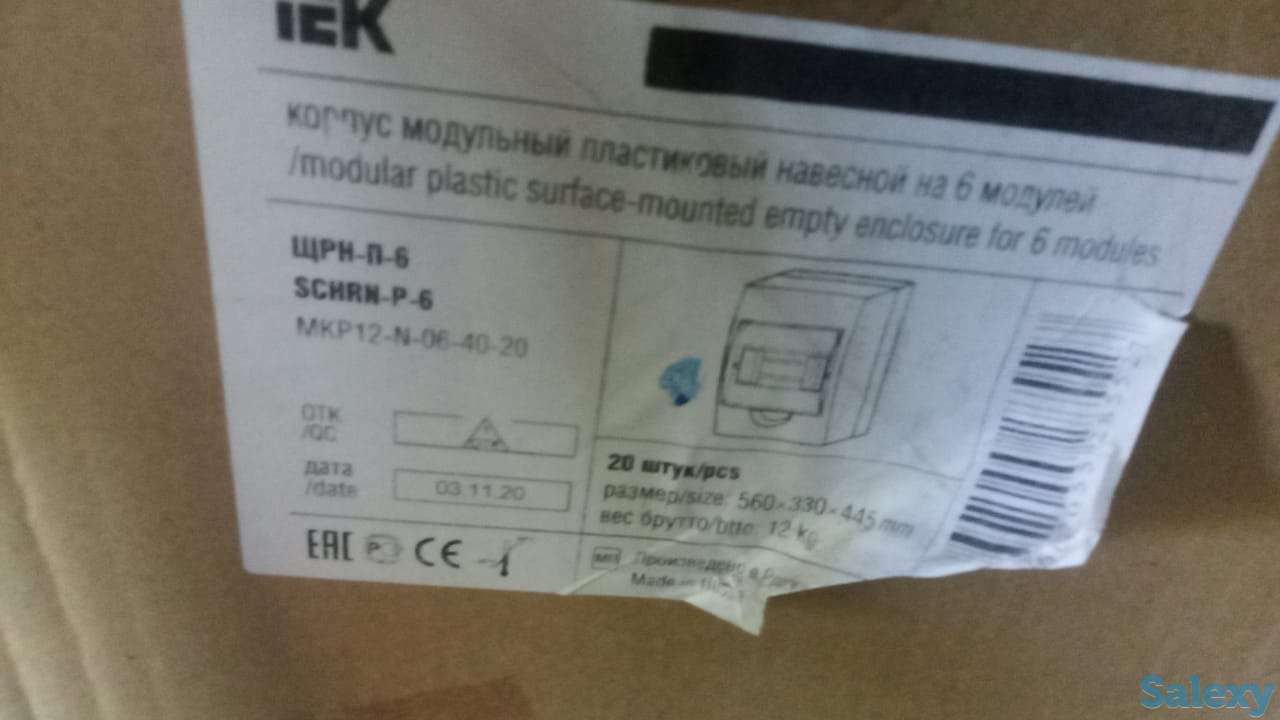 IEK
корпус модульный пластиковый навесной на 6 модулей
/modular plastic surface-mounted empty enclosure for 6 modules
ЩРН-П-6
SCHRN-P-6
MKP12-N-06-40-20
ОТК
/QC
дата
/date
03.11.20
20 штук/pcs
размер/size: 560×330×445 mm
вес брутто/btto: 12 kg
EAC CE
Произведено в
Made in
Salexy